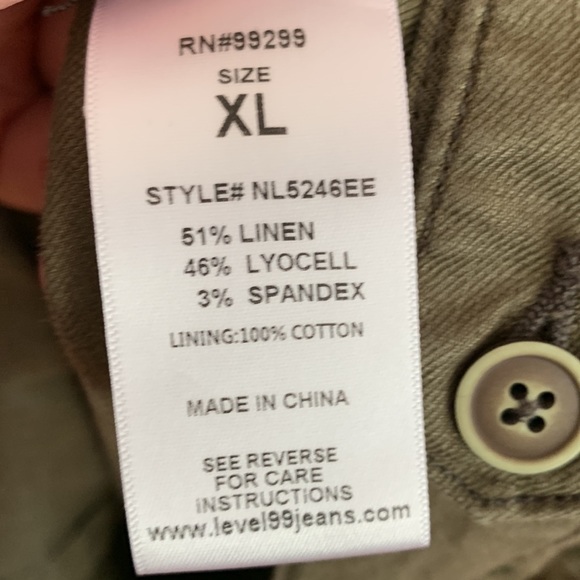 RN#99299
SIZE
XL
STYLE# NL5246EE
51% LINEN
46% LYOCELL
3% SPANDEX
LINING:100% COTTON
MADE IN CHINA
SEE REVERSE
FOR CARE
INSTRUCTIONS
www.level99jeans.com